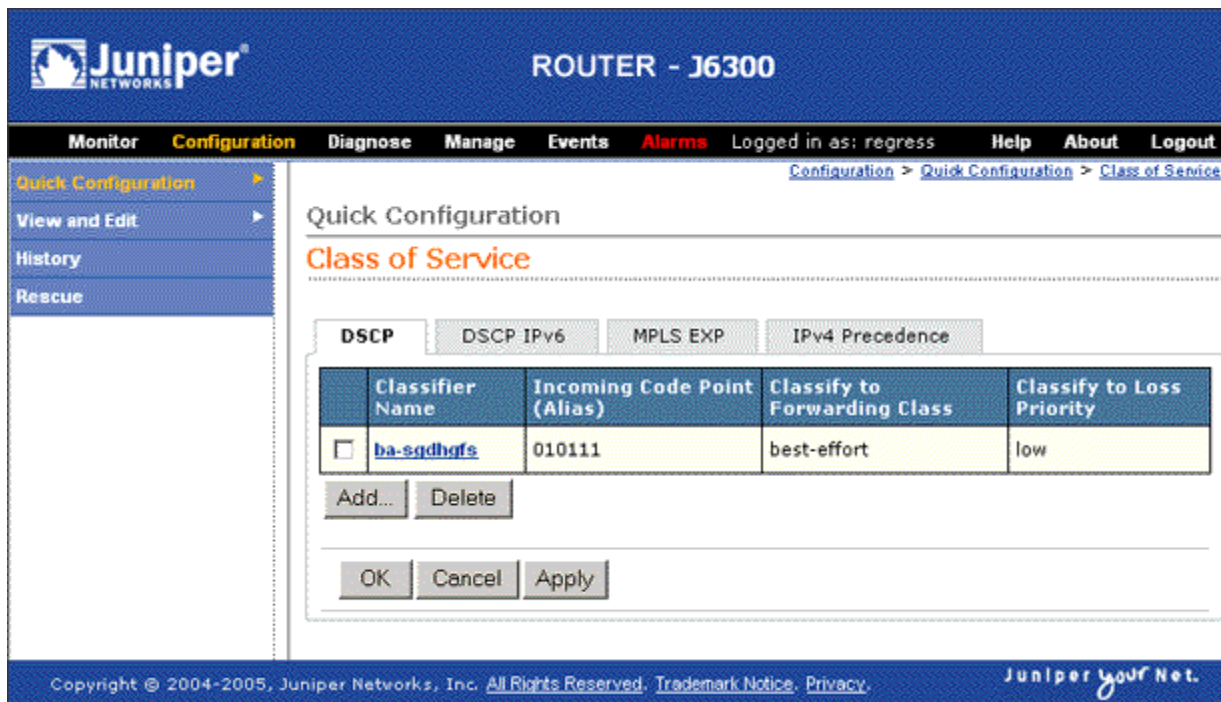 Juniper®
NETWORKS
ROUTER - J6300
Monitor Configuration Diagnose Manage Events Alarms Logged in as: regress Help About Logout
Configuration > Quick Configuration > Class of Service
Quick Configuration
View and Edit
History
Rescue
Quick Configuration
Class of Service
DSCP DSCP IPv6 MPLS EXP IPv4 Precedence
Classifier Name Incoming Code Point (Alias) Classify to Forwarding Class Classify to Loss Priority
ba-sgdhgfs 010111 best-effort low
Add... Delete
OK Cancel Apply
Copyright © 2004-2005, Juniper Networks, Inc. All Rights Reserved. Trademark Notice. Privacy.
Juniper your Net.